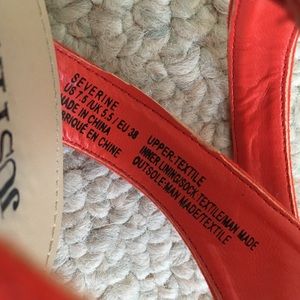 SEVERINE
US 7.5 /UK 5.5 / EU 38
MADE IN CHINA
FABRIQUE EN CHINE
UPPER:TEXTILE
INNER LINING/SOCK:TEXTILE/MAN MADE
OUTSOLE:MAN MADE/TEXTILE